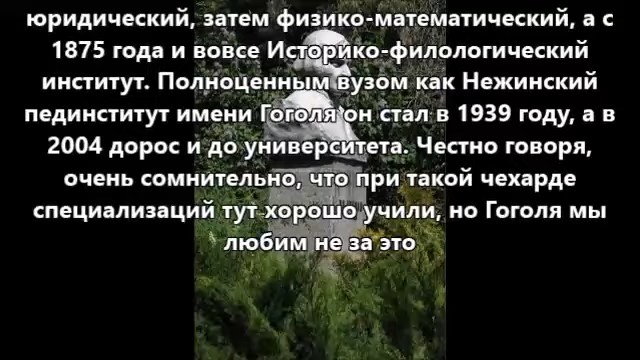 юридический, затем физико-математический, а с
1875 года и вовсе Историко-филологический
институт. Полноценным вузом как Нежинский
пединститут имени Гоголя он стал в 1939 году, а в
2004 дорос и до университета. Честно говоря,
очень сомнительно, что при такой чехарде
специализаций тут хорошо учили, но Гоголя мы
любим не за это